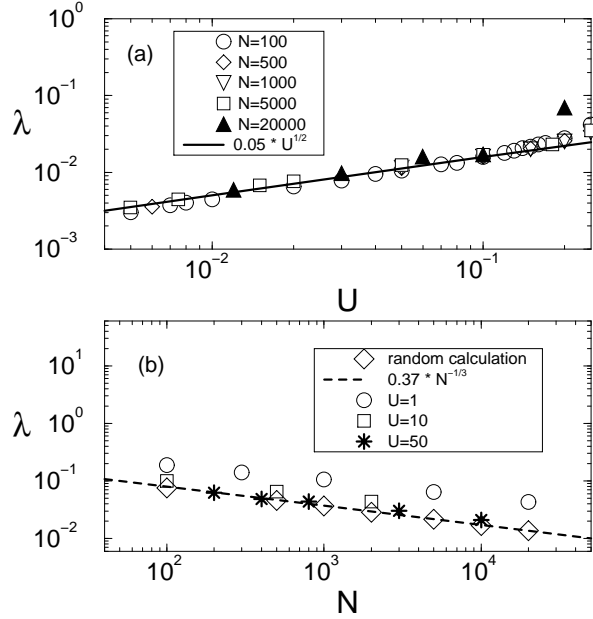 10^0
10^-1
10^-2
10^-3
λ
(a)
N=100
N=500
N=1000
N=5000
N=20000
0.05 * U^1/2
10^-2
10^-1
U
10^1
10^0
10^-1
10^-2
λ
(b)
random calculation
0.37 * N^-1/3
U=1
U=10
U=50
10^2
10^3
10^4
N